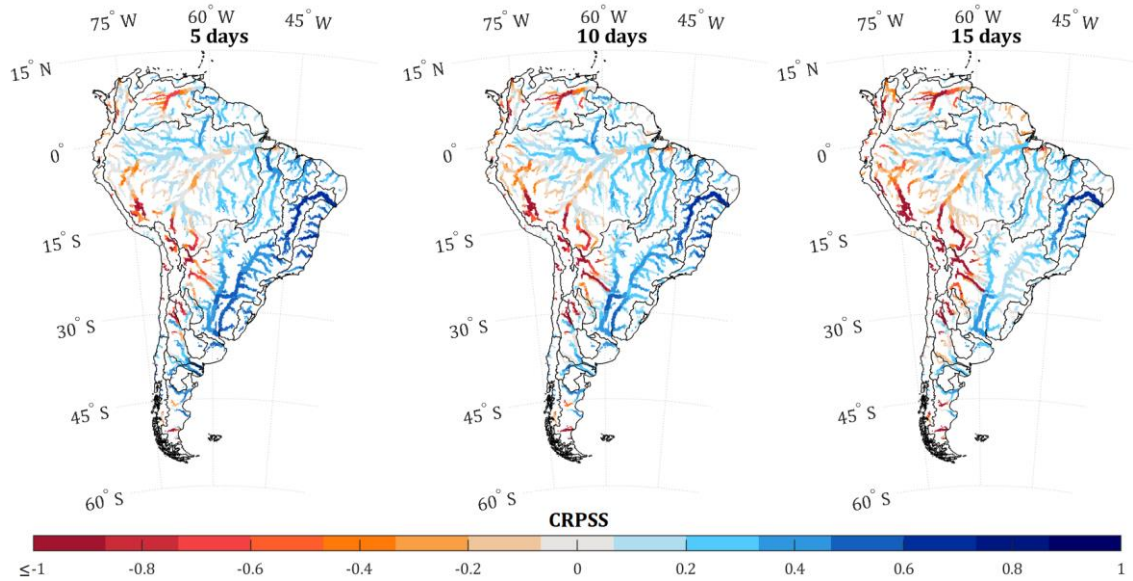 75° W 60° W 45° W 75° W 60° W 45° W 75° W 60° W 45° W
5 days 10 days 15 days
15° N 15° N 15° N
0° 0° 0°
15° S 15° S 15° S
30° S 30° S 30° S
45° S 45° S 45° S
60° S 60° S 60° S
CRPSS
≤-1 -0.8 -0.6 -0.4 -0.2 0 0.2 0.4 0.6 0.8 1